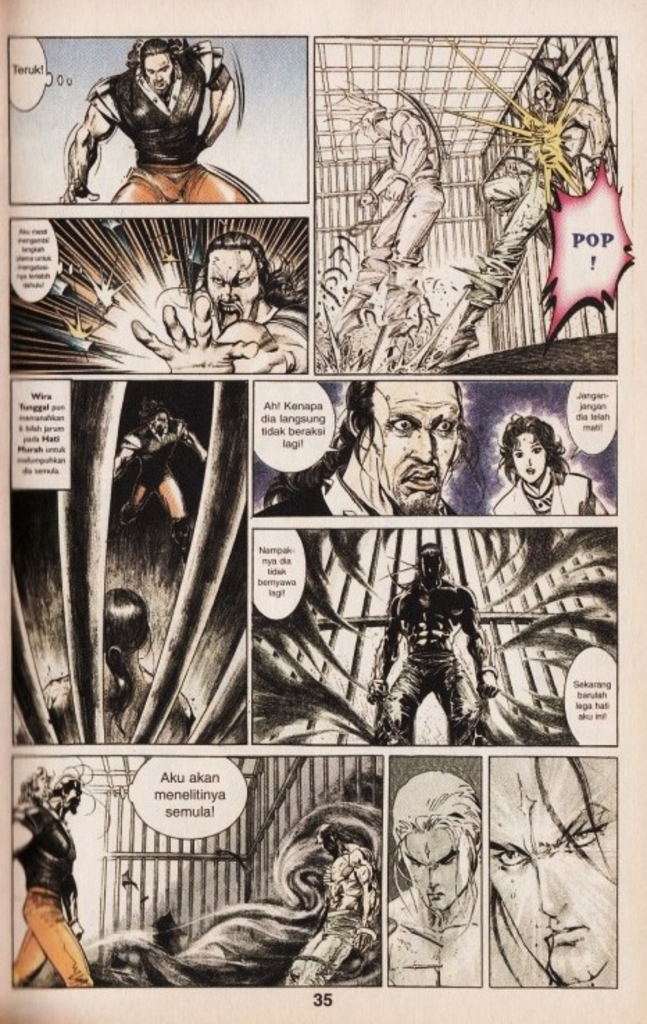 Teruk!
POP
!
Aku mesti
mengambil
langkah
utama untuk
mengatasi-
nya terlebih
dahulu!
Wira
Tunggal pun
memanahkan
6 bilah jarum
pada Hati
Murah untuk
melumpuhkan
dia semula.
Ah! Kenapa
dia langsung
tidak beraksi
lagi!
Jangan-
jangan
dia telah
mati!
Nampak-
nya dia
tidak
bernyawa
lagi!
Sekarang
barulah
lega hati
aku ini!
Aku akan
menelitinya
semula!
35